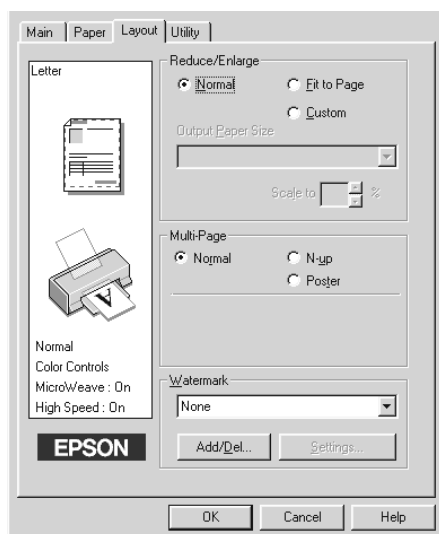 Main Paper Layout Utility
Letter
Normal
Color Controls
MicroWeave : On
High Speed : On
EPSON
Reduce/Enlarge
Normal Fit to Page
Custom
Output Paper Size
Scale to %
Multi-Page
Normal N-up
Poster
Watermark
None
Add/Del... Settings...
OK Cancel Help